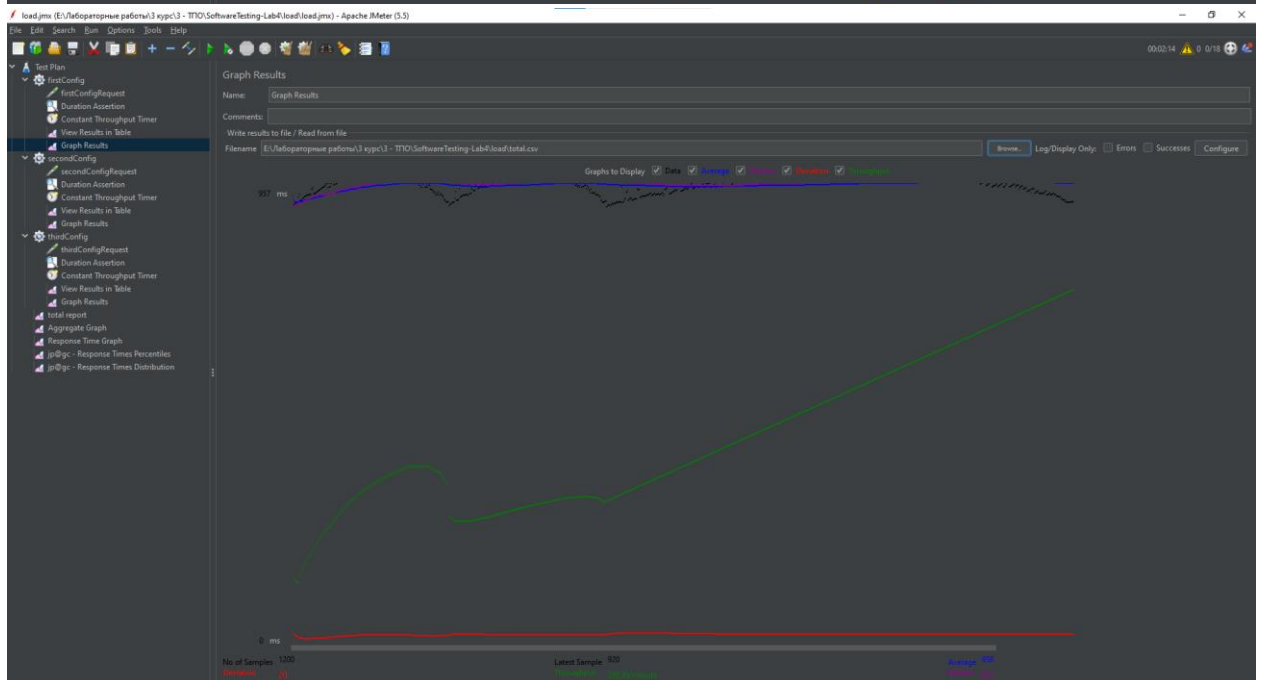 load.jmx (E:\Лабораторные работы\3 курс\3 - ТПО\SoftwareTesting-Lab4\load\load.jmx) - Apache JMeter (5.5)
File Edit Search Run Options Tools Help
00:02:14 0 0/18
Test Plan
firstConfig
firstConfigRequest
Duration Assertion
Constant Throughput Timer
View Results in Table
Graph Results
secondConfig
secondConfigRequest
Duration Assertion
Constant Throughput Timer
View Results in Table
Graph Results
thirdConfig
thirdConfigRequest
Duration Assertion
Constant Throughput Timer
View Results in Table
Graph Results
total report
Aggregate Graph
Response Time Graph
jp@gc - Response Times Percentiles
jp@gc - Response Times Distribution
Graph Results
Name: Graph Results
Comments:
Write results to file / Read from file
Filename E:\Лабораторные работы\3 курс\3 - ТПО\SoftwareTesting-Lab4\load\total.csv Browse... Log/Display Only: Errors Successes Configure
Graphs to Display Data Average Deviation
957 ms
0 ms
No of Samples 1200 Latest Sample Average
Deviation